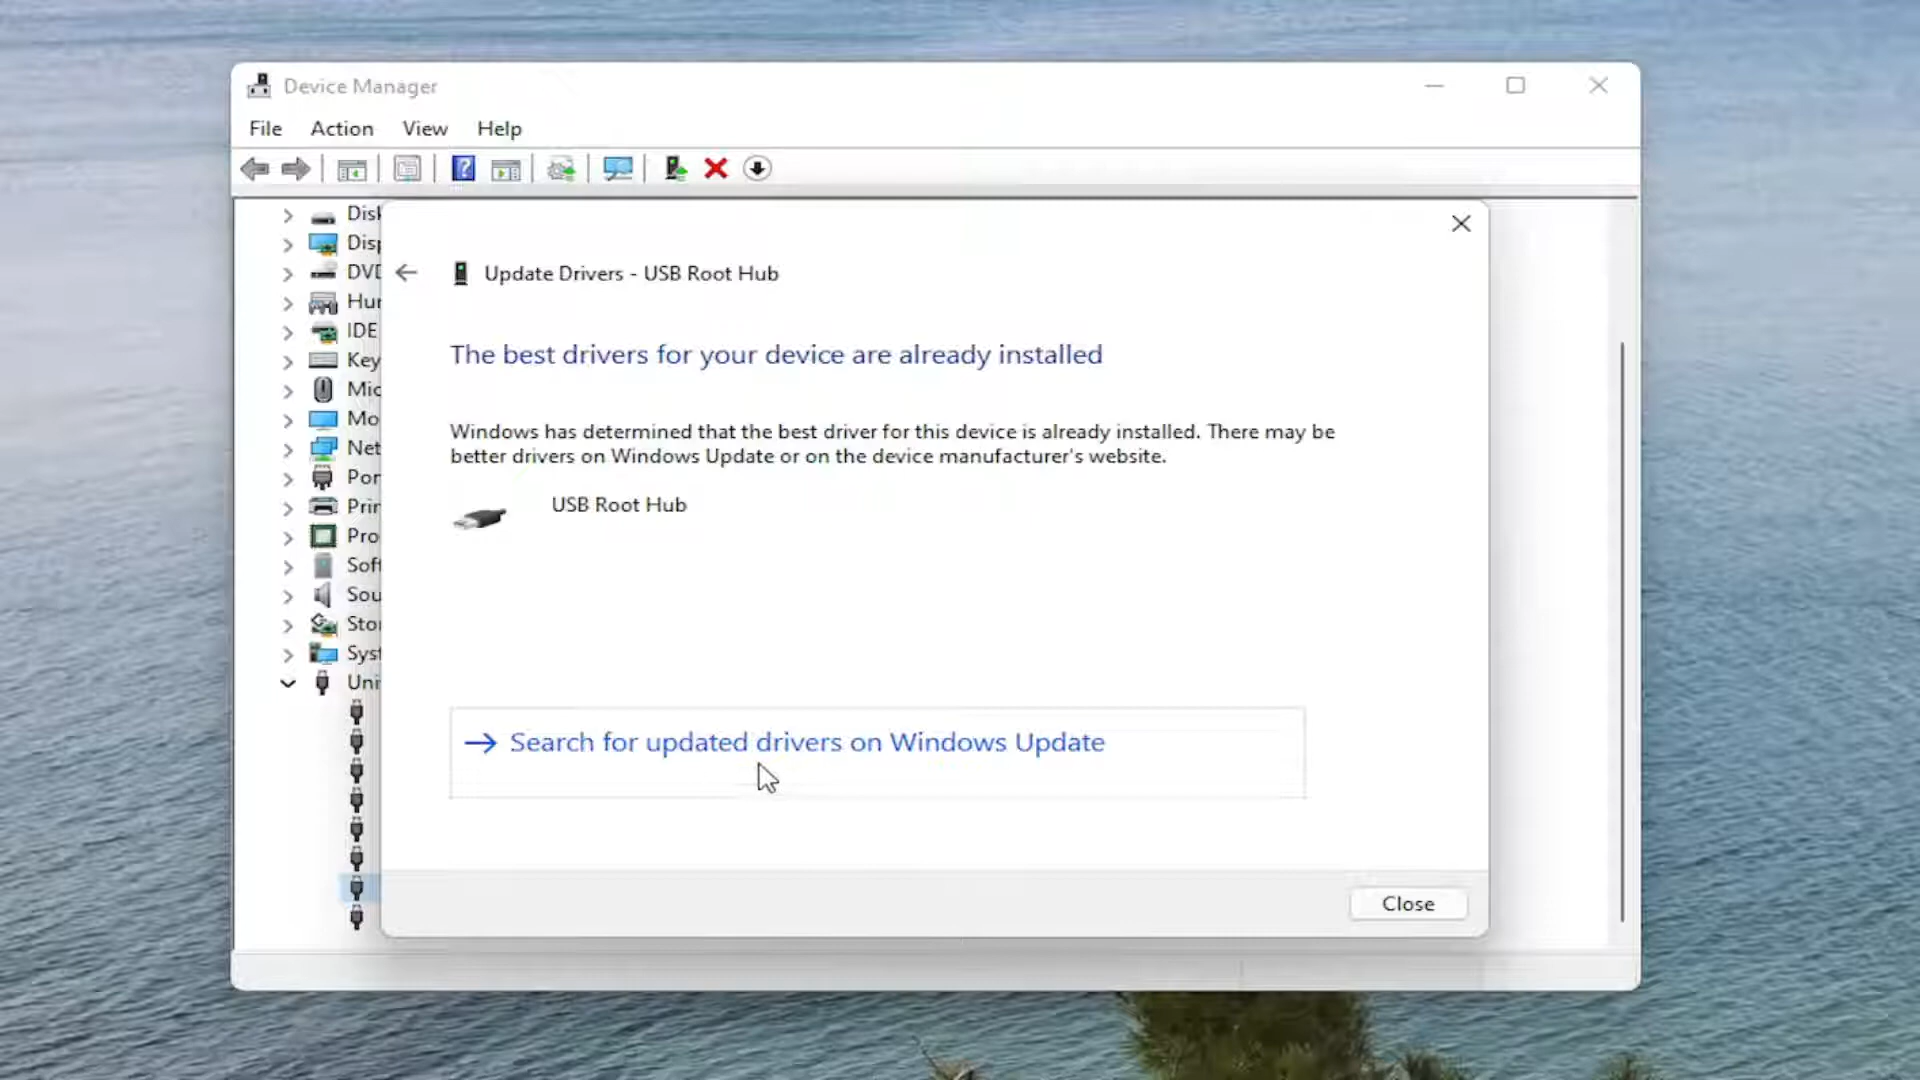 Device Manager
File Action View Help
Disk
Disp
DVD
Hur
IDE
Key
Mic
Mo
Net
Por
Prin
Pro
Soft
Sou
Stor
Syst
Uni
Update Drivers - USB Root Hub
The best drivers for your device are already installed
Windows has determined that the best driver for this device is already installed. There may be
better drivers on Windows Update or on the device manufacturer's website.
USB Root Hub
Search for updated drivers on Windows Update
Close